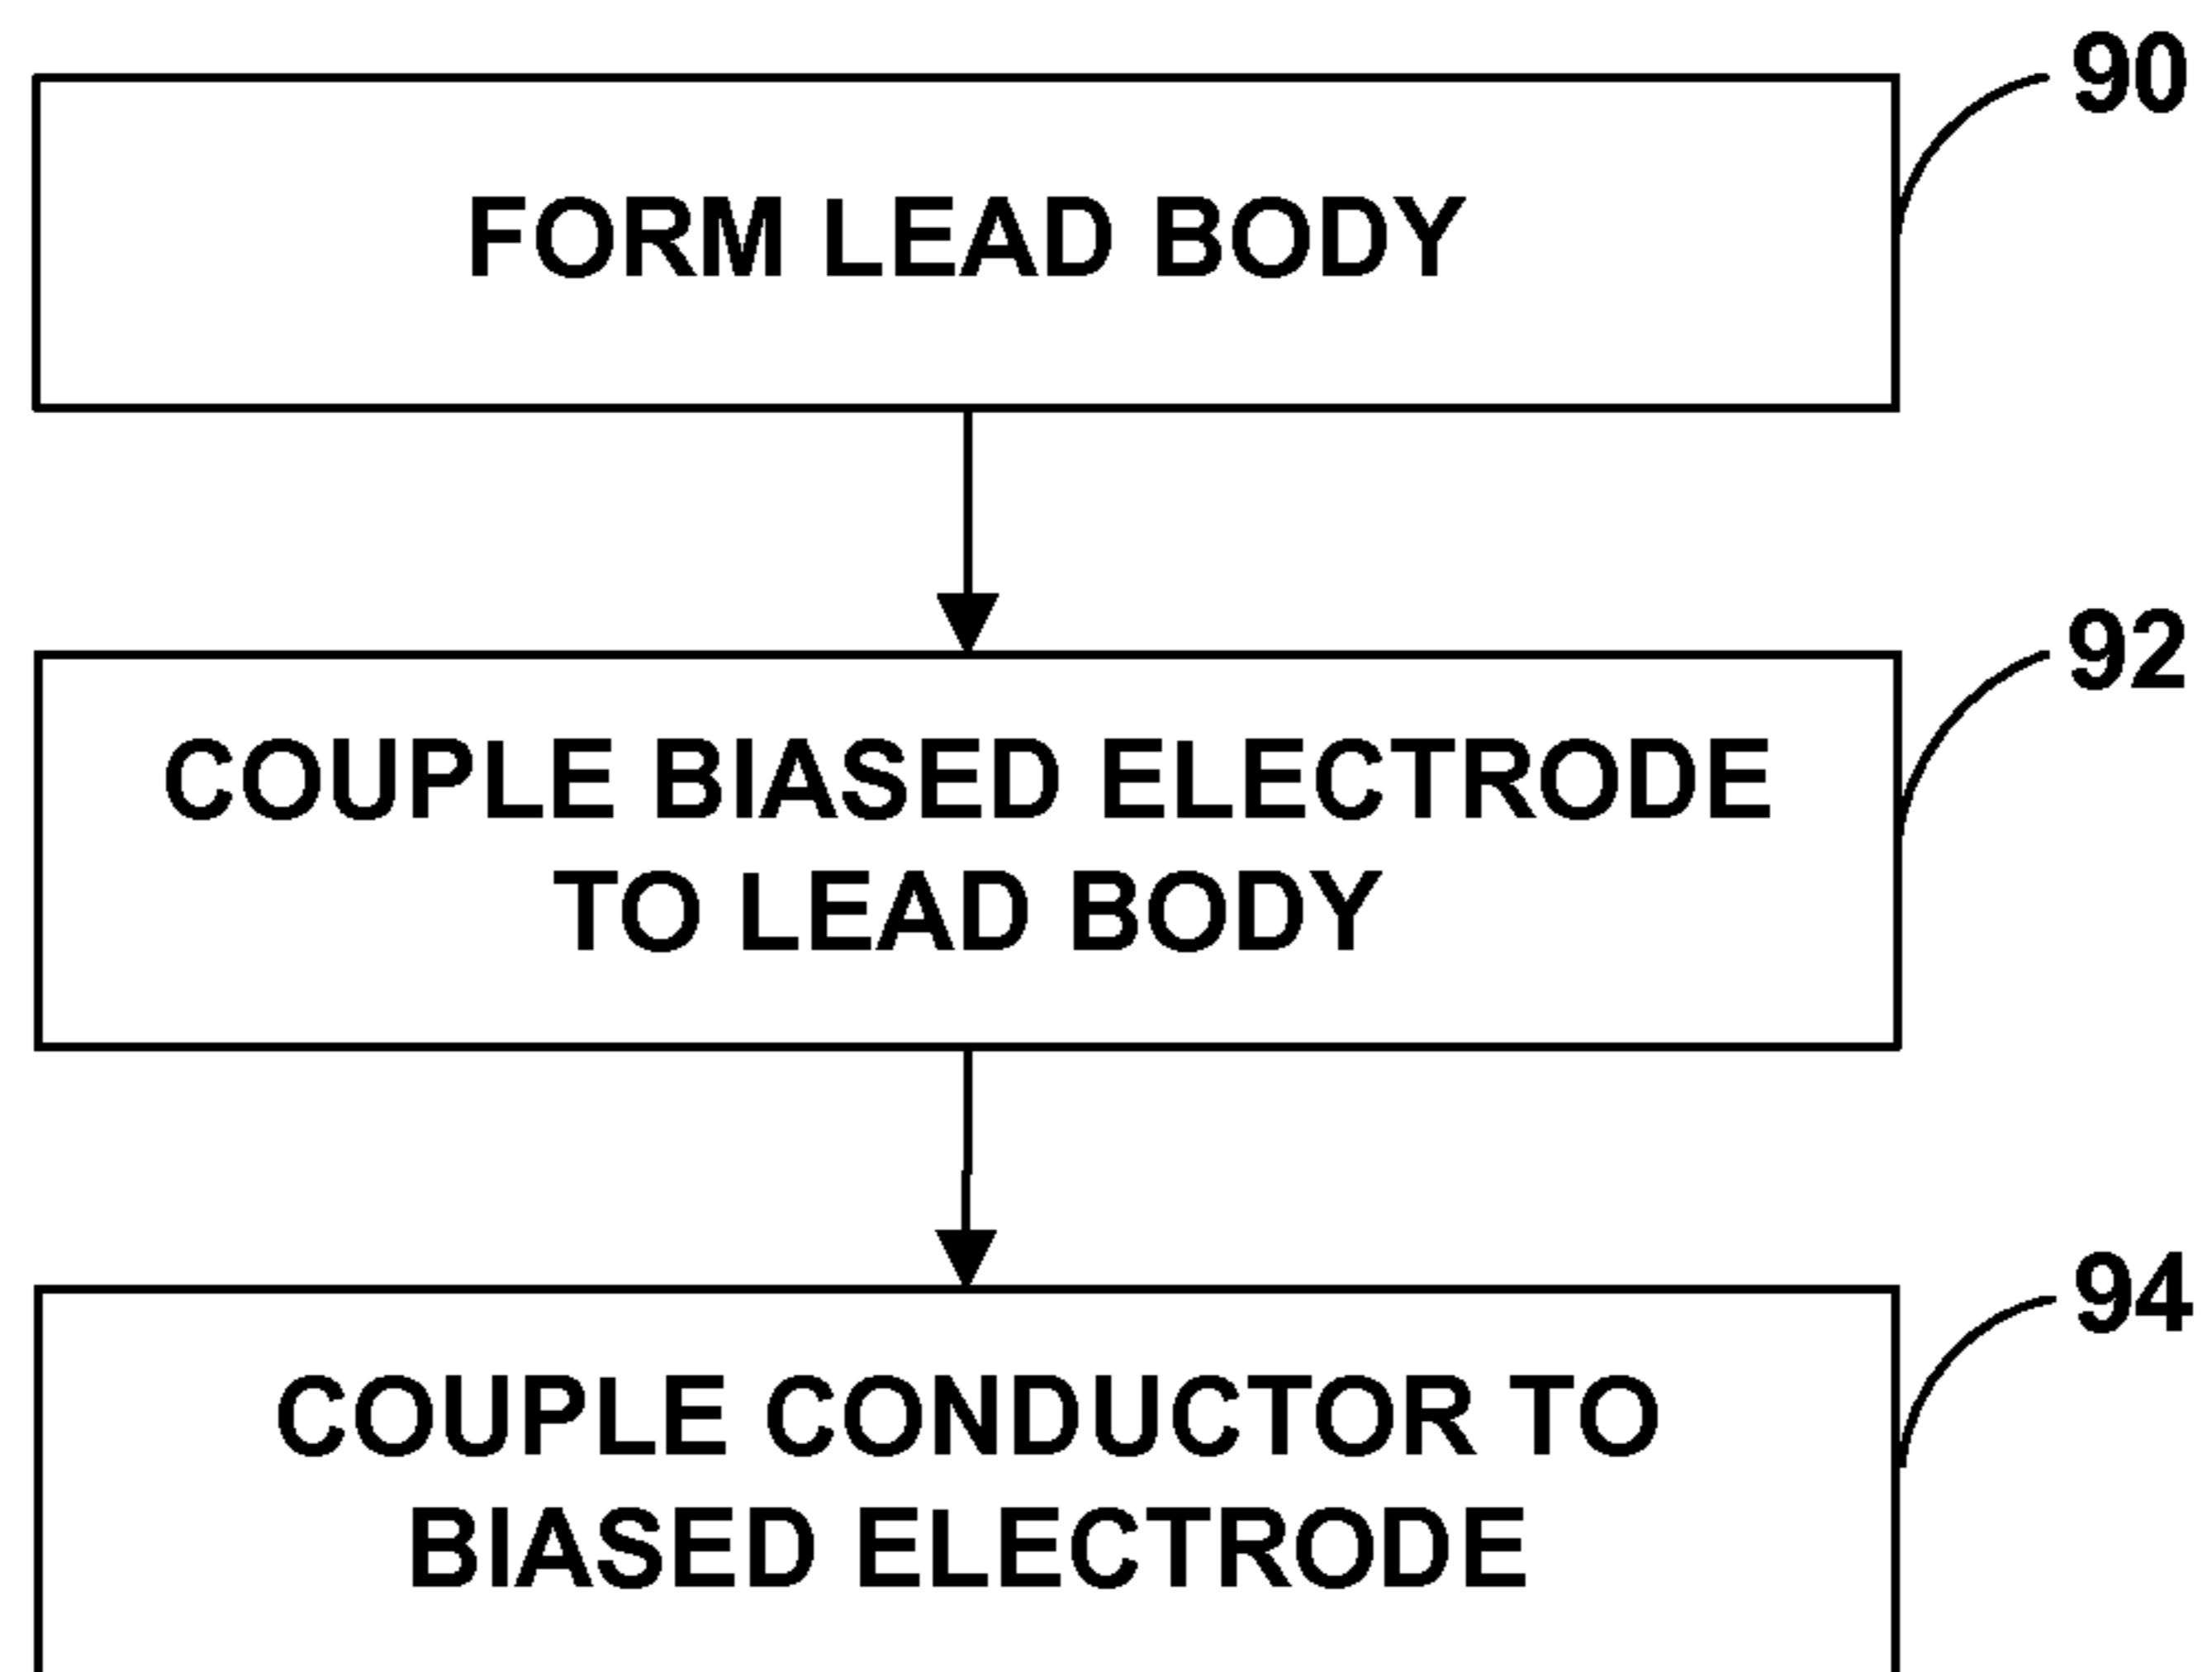 90
FORM LEAD BODY
92
COUPLE BIASED ELECTRODE
TO LEAD BODY
94
COUPLE CONDUCTOR TO
BIASED ELECTRODE